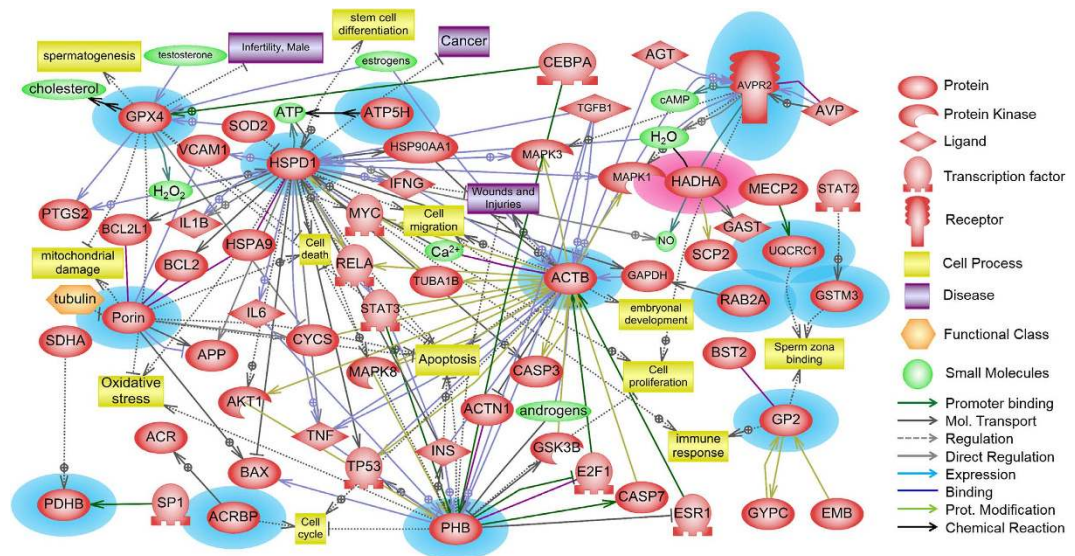 stem cell
differentiation
spermatogenesis
testosterone
Infertility, Male
estrogens
Cancer
CEBPA
AGT
AVPR2
cholesterol
GPX4
SOD2
ATP
ATP5H
TGFB1
cAMP
AVP
VCAM1
HSPD1
HSP90AA1
MAPK3
H2O
PTGS2
H2O2
IL1B
IFNG
Wounds and
Injuries
MAPK1
HADHA
MECP2
STAT2
BCL2L1
MYC
Cell
migration
NO
GAST
mitochondrial
damage
BCL2
HSPA9
Cell
death
RELA
Ca2+
TUBA1B
ACTB
GAPDH
SCP2
UQCRC1
tubulin
Porin
IL6
STAT3
RAB2A
GSTM3
SDHA
APP
CYCS
embryonal
development
Apoptosis
CASP3
Cell
proliferation
BST2
Sperm zona
binding
Oxidative
stress
AKT1
MAPK8
ACTN1
androgens
GP2
ACR
BAX
TNF
TP53
INS
GSK3B
immune
response
E2F1
PDHB
SP1
ACRBP
Cell
cycle
PHB
CASP7
ESR1
GYPC
EMB
Protein
Protein Kinase
Ligand
Transcription factor
Receptor
Cell Process
Disease
Functional Class
Small Molecules
Promoter binding
Mol. Transport
Regulation
Direct Regulation
Expression
Binding
Prot. Modification
Chemical Reaction